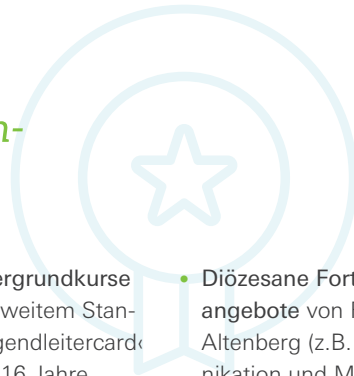 n-
ergrundkurse
weitem Stan-
gendleitercard‹
16 Jahre
• Diözesane Fort
angebote von
Altenberg (z.B.
nikation und M